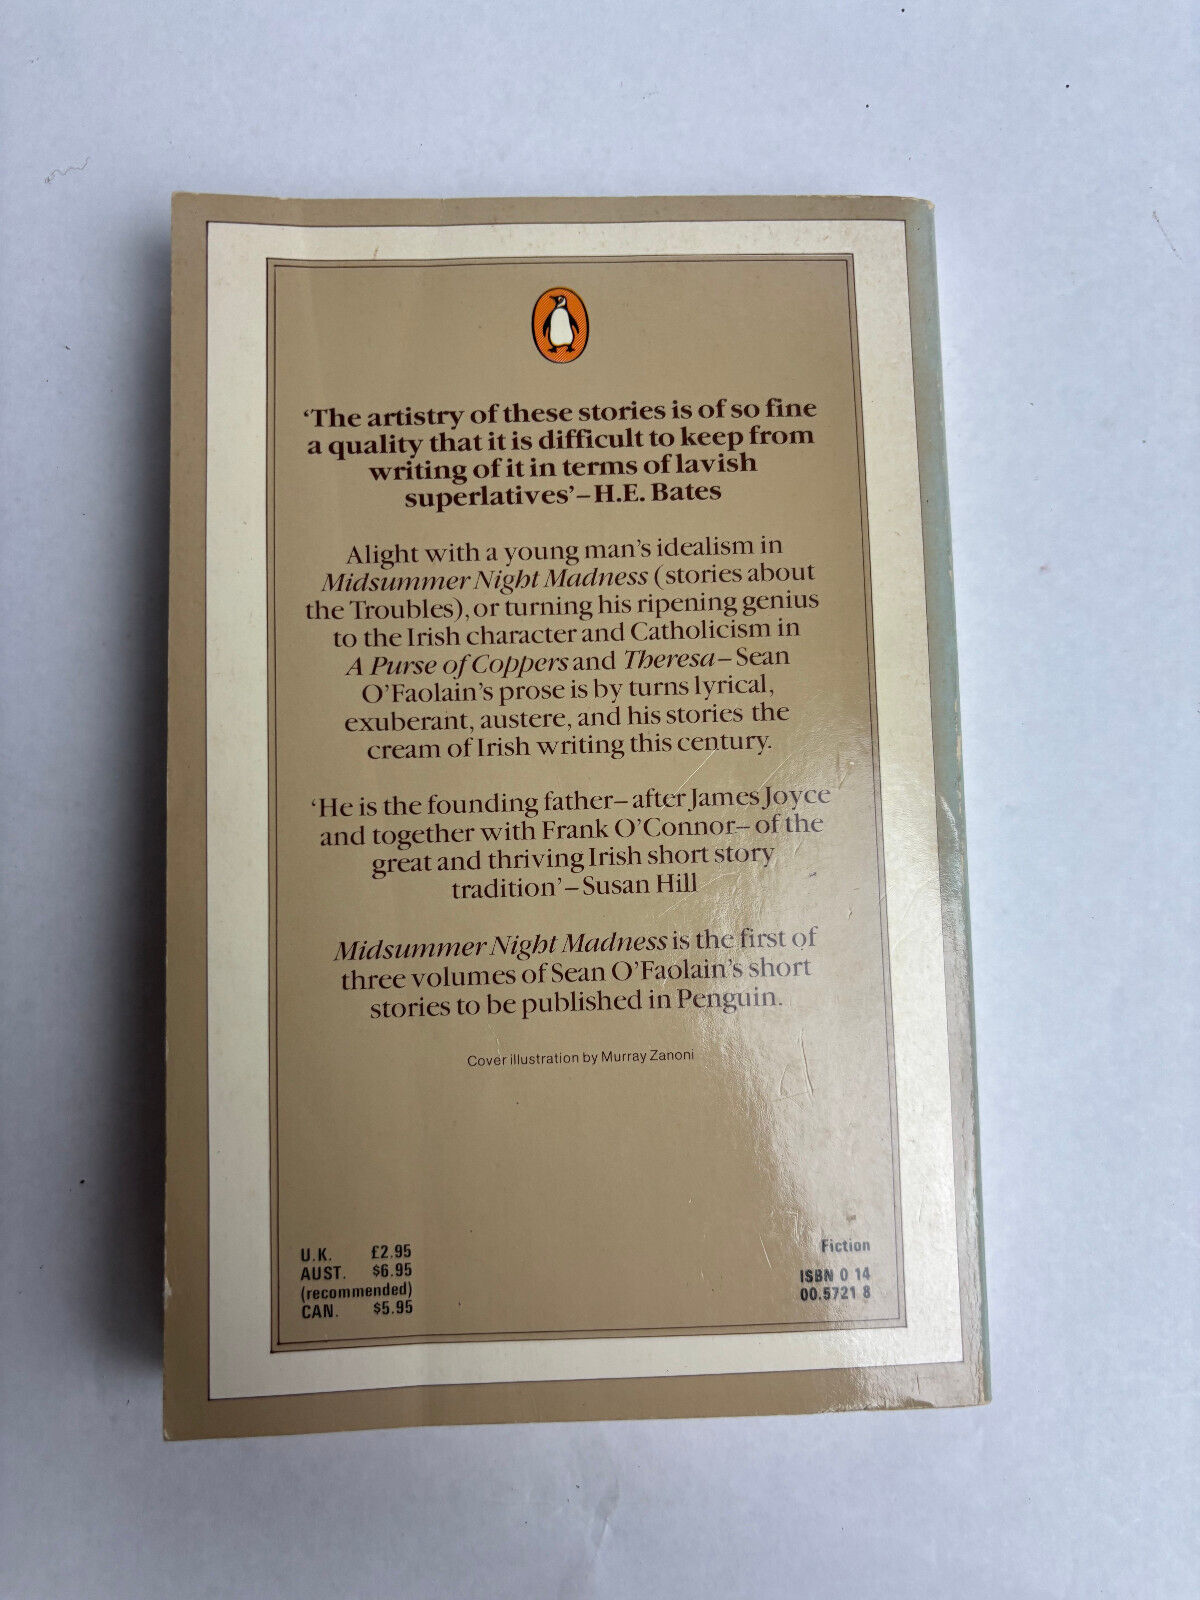 ‘The artistry of these stories is of so fine
a quality that it is difficult to keep from
writing of it in terms of lavish
superlatives’–H.E. Bates
Alight with a young man’s idealism in
Midsummer Night Madness (stories about
the Troubles), or turning his ripening genius
to the Irish character and Catholicism in
A Purse of Coppers and Theresa–Sean
O’Faolain’s prose is by turns lyrical,
exuberant, austere, and his stories the
cream of Irish writing this century.
‘He is the founding father–after James Joyce
and together with Frank O’Connor–of the
great and thriving Irish short story
tradition’–Susan Hill
Midsummer Night Madness is the first of
three volumes of Sean O’Faolain’s short
stories to be published in Penguin.
Cover illustration by Murray Zanoni
U.K. £2.95
AUST. $6.95
(recommended)
CAN. $5.95
Fiction
ISBN 0 14
00.5721 8